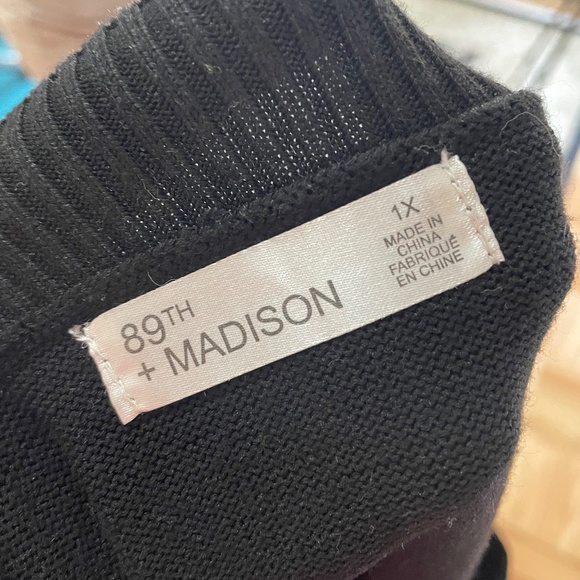 89TH
+ MADISON
1X
MADE IN
CHINA
FABRIQUÉ
EN CHINE